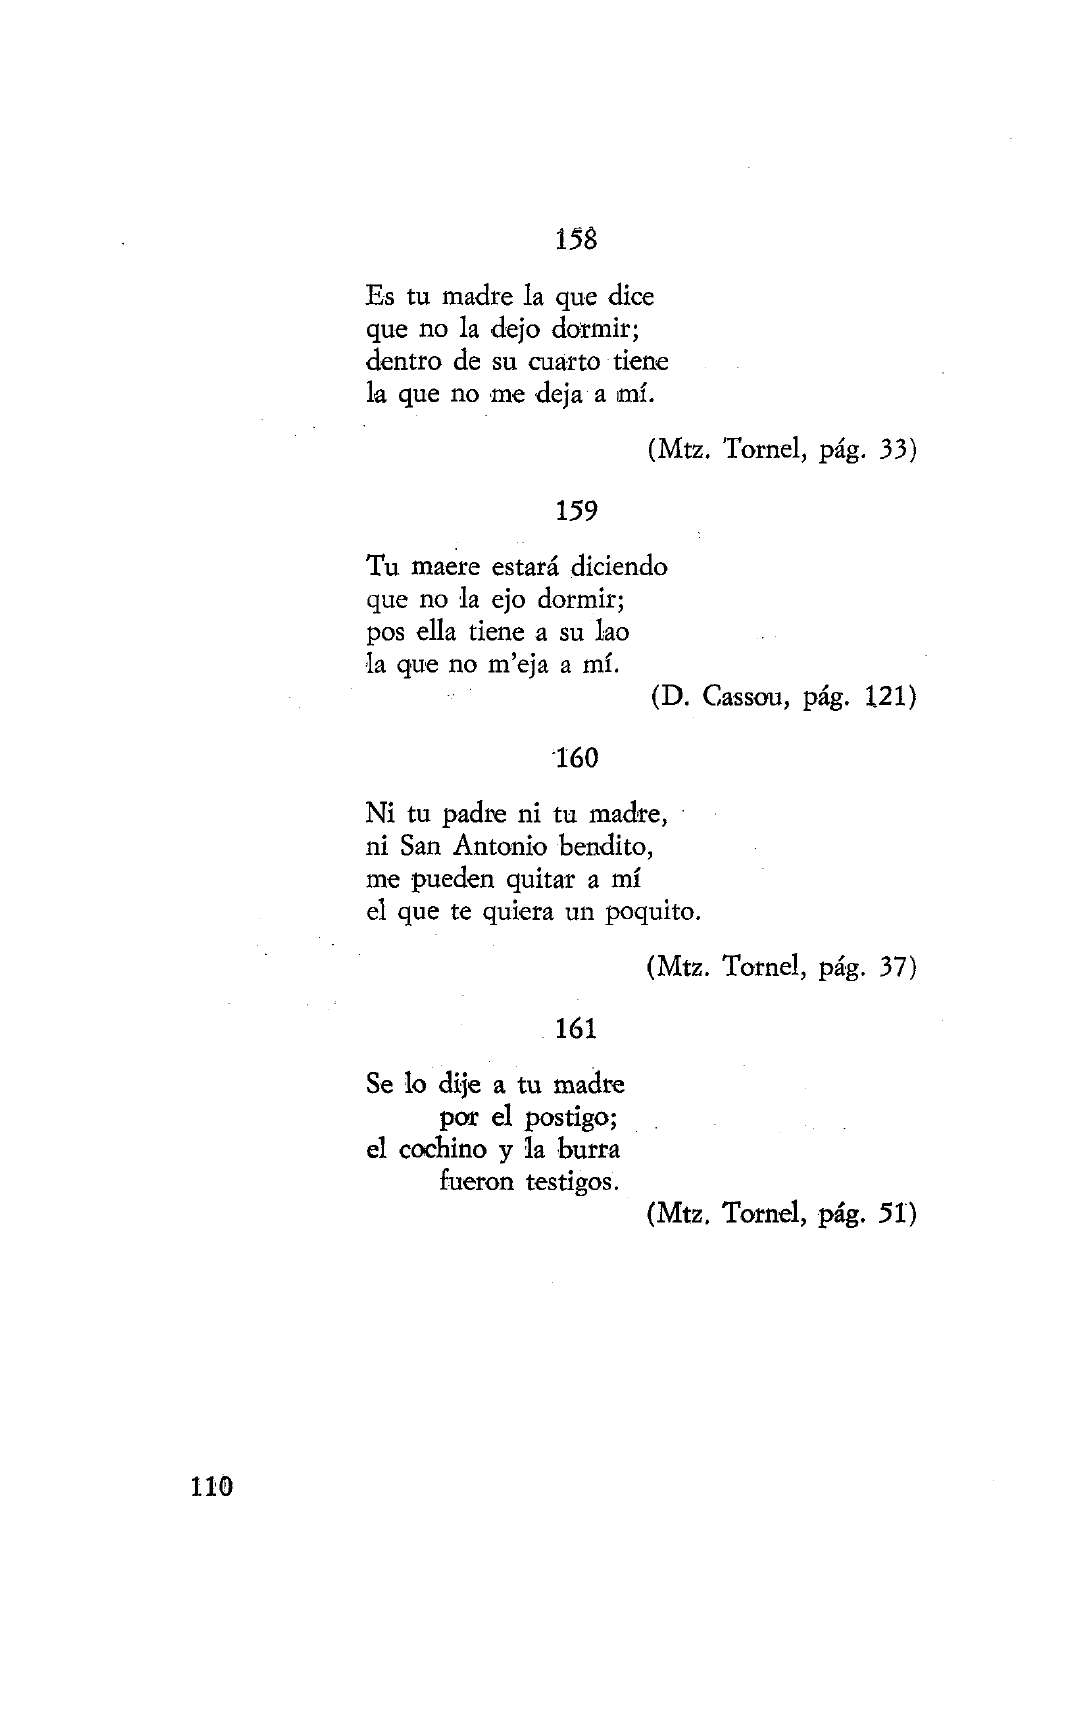 158
Es tu madre la que dice
que no la dejo dormir;
dentro de su cuarto tiene
la que no me deja a mí.
(Mtz. Tornel, pág. 33)
159
Tu maere estará diciendo
que no la ejo dormir;
pos ella tiene a su lao
la que no m'eja a mí.
(D. Cassou, pág. 121)
160
Ni tu padre ni tu madre,
ni San Antonio bendito,
me pueden quitar a mí
el que te quiera un poquito.
(Mtz. Tornel, pág. 37)
161
Se lo dije a tu madre
por el postigo;
el cochino y la burra
fueron testigos.
(Mtz. Tornel, pág. 51)
110